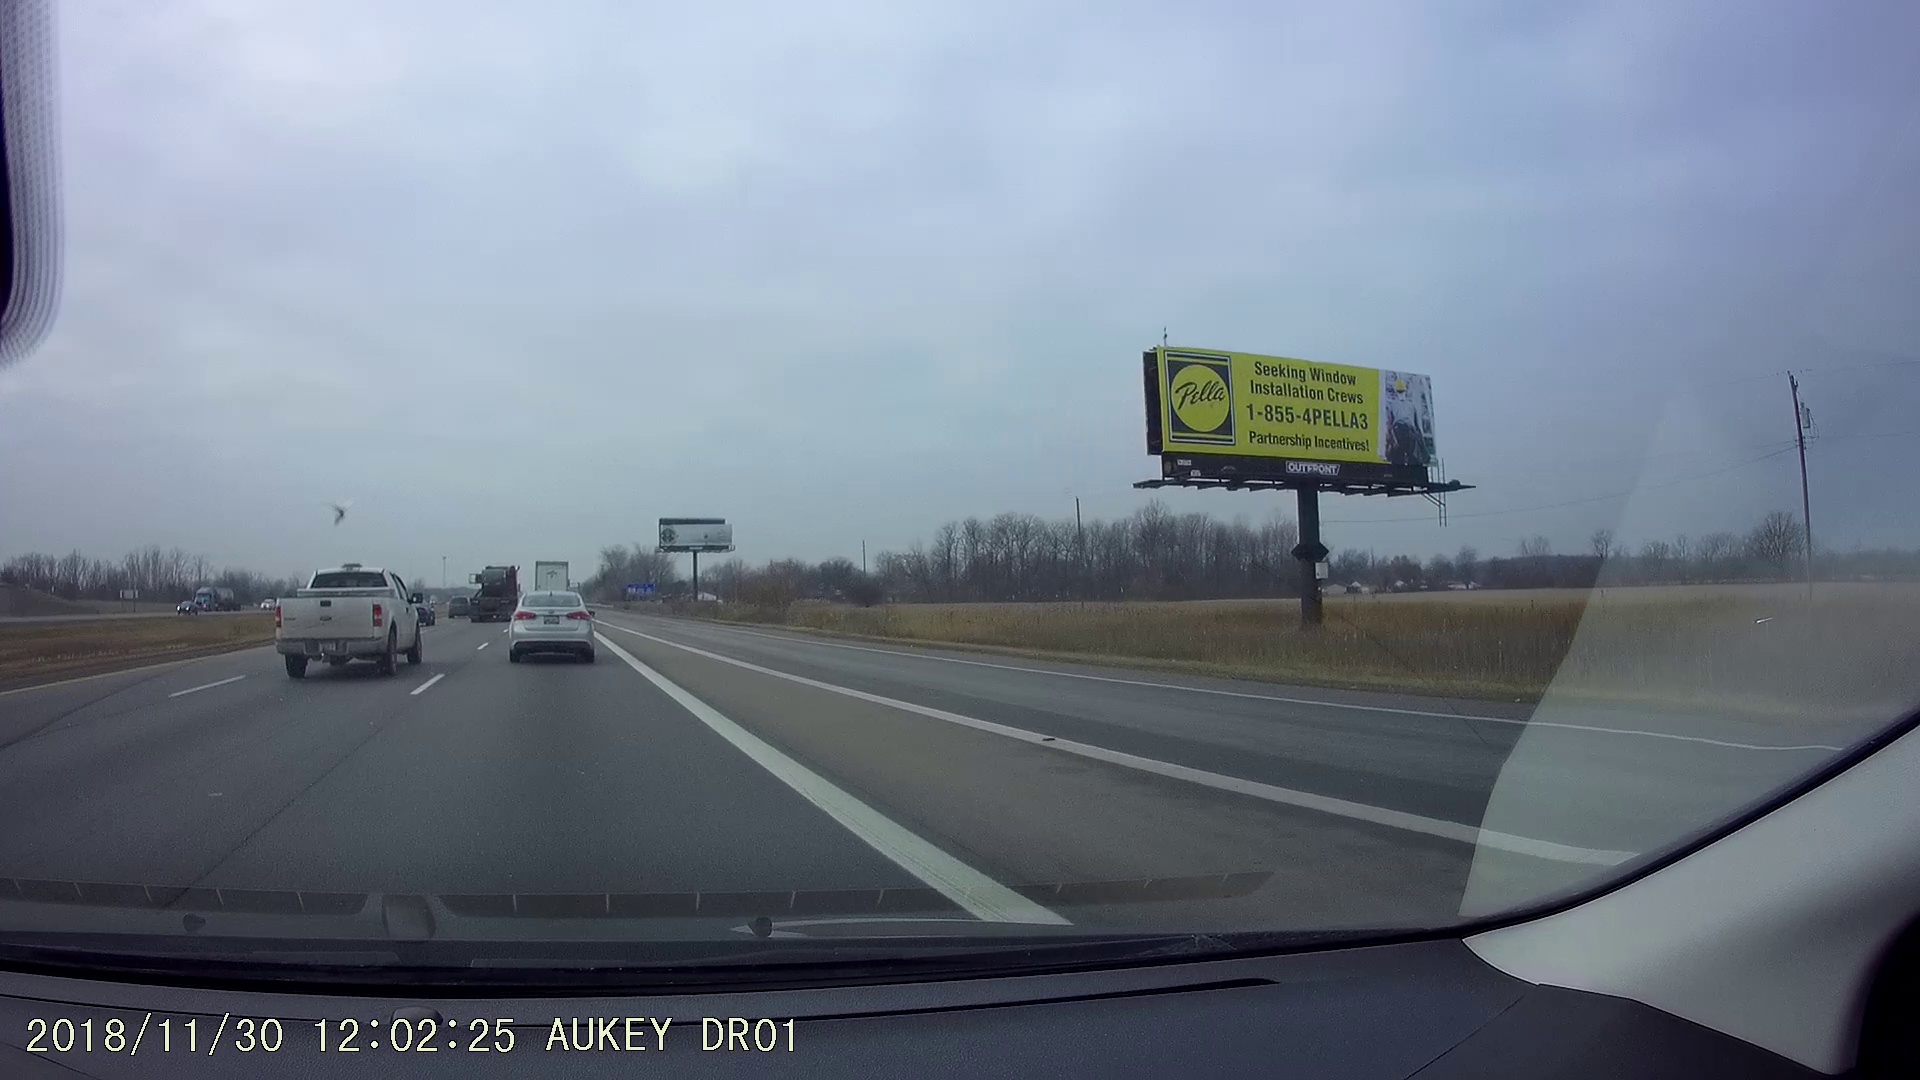 Pella
Seeking Window
Installation Crews
1-855-4PELLA3
Partnership Incentives!
OUTFRONT
2018/11/30 12:02:25 AUKEY DR01